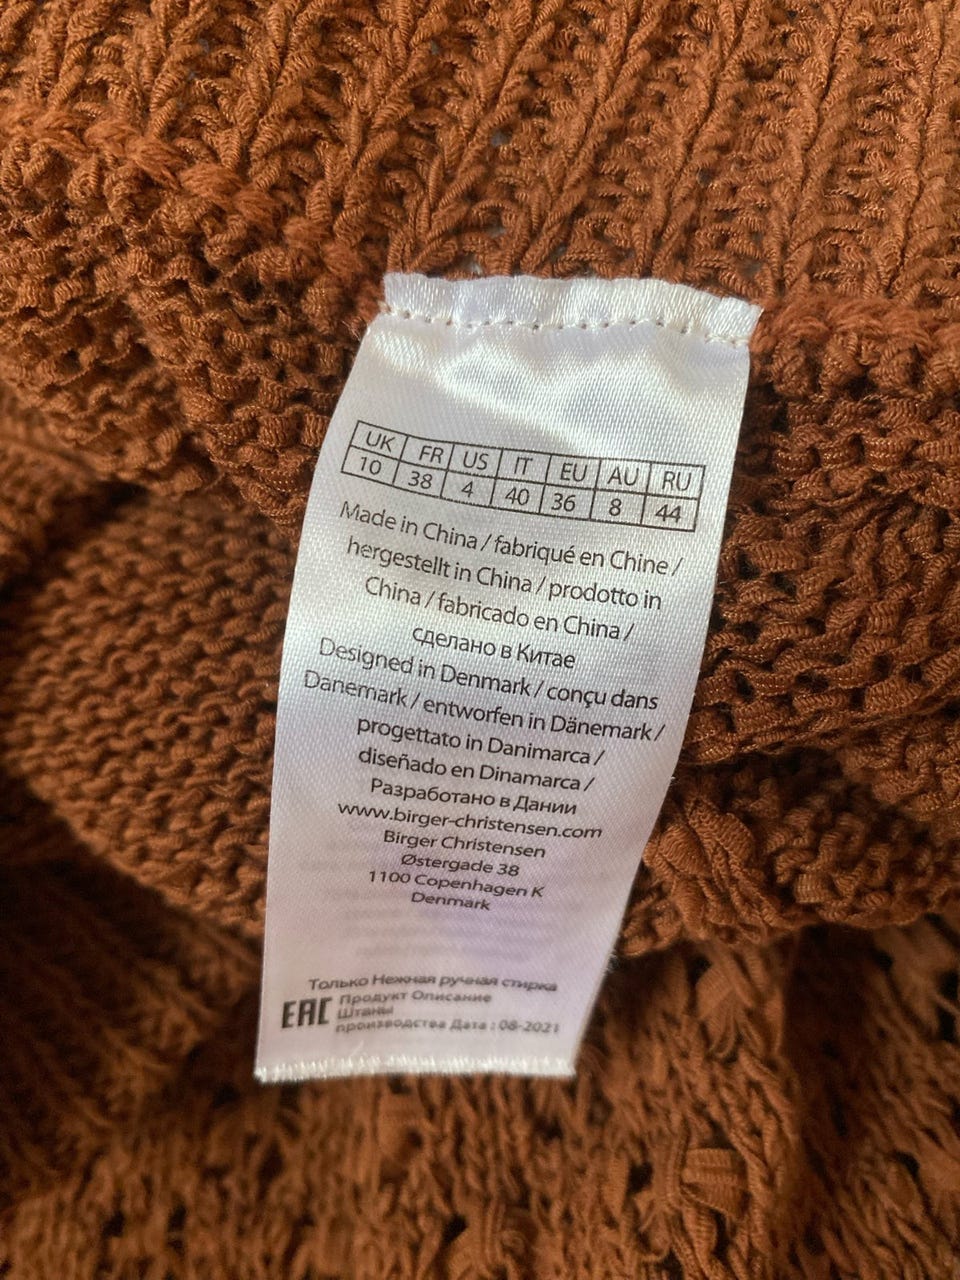 UK FR US IT EU AU RU
10 38 4 40 36 8 44
Made in China / fabriqué en Chine /
hergestellt in China / prodotto in
China / fabricado en China /
сделано в Китае
Designed in Denmark / conçu dans
Danemark / entworfen in Dänemark /
progettato in Danimarca /
diseñado en Dinamarca /
Разработано в Дании
www.birger-christensen.com
Birger Christensen
Østergade 38
1100 Copenhagen K
Denmark
Только Нежная ручная стирка
EAC Продукт Описание
Штаны
производства Дата : 08-2021